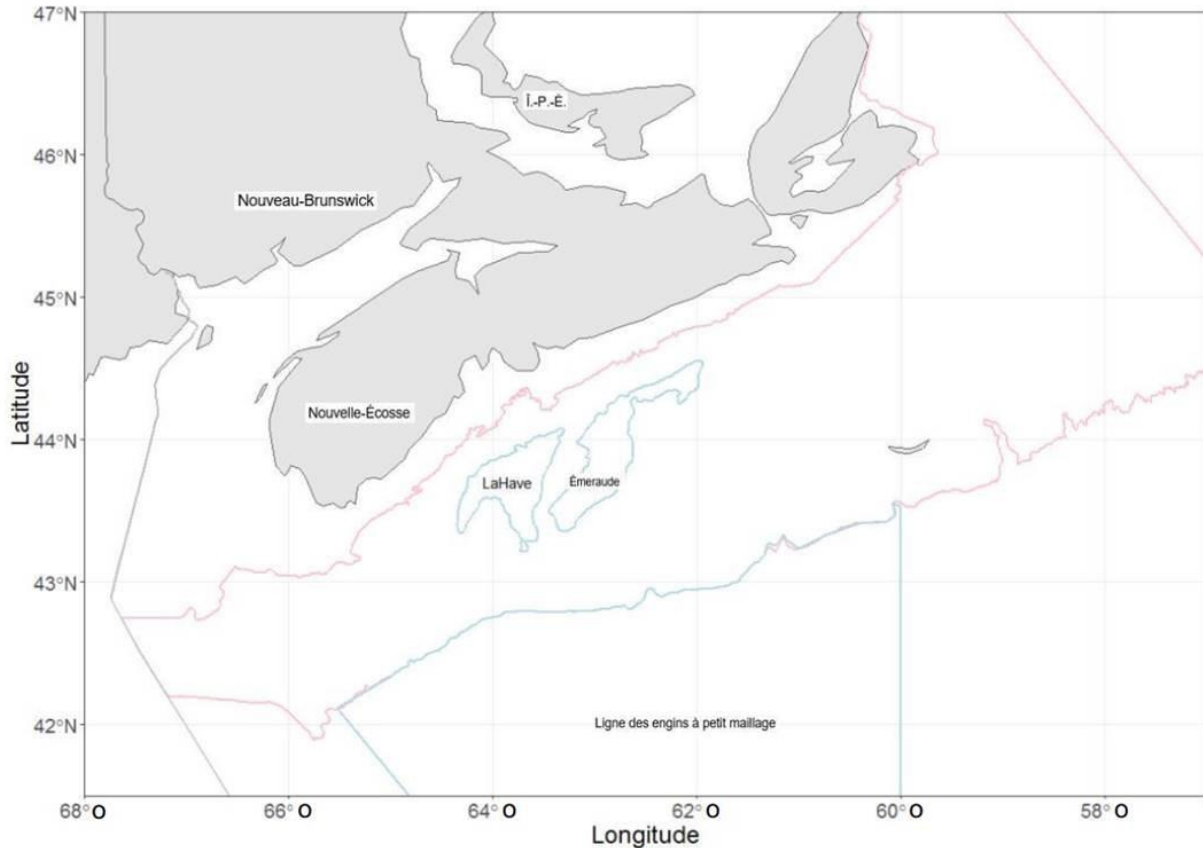 47°N
Î.-P.-É.
46°N
Nouveau-Brunswick
45°N
Latitude
Nouvelle-Écosse
44°N
LaHave
Émeraude
43°N
42°N
Ligne des engins à petit maillage
68°O 66°O 64°O 62°O 60°O 58°O
Longitude